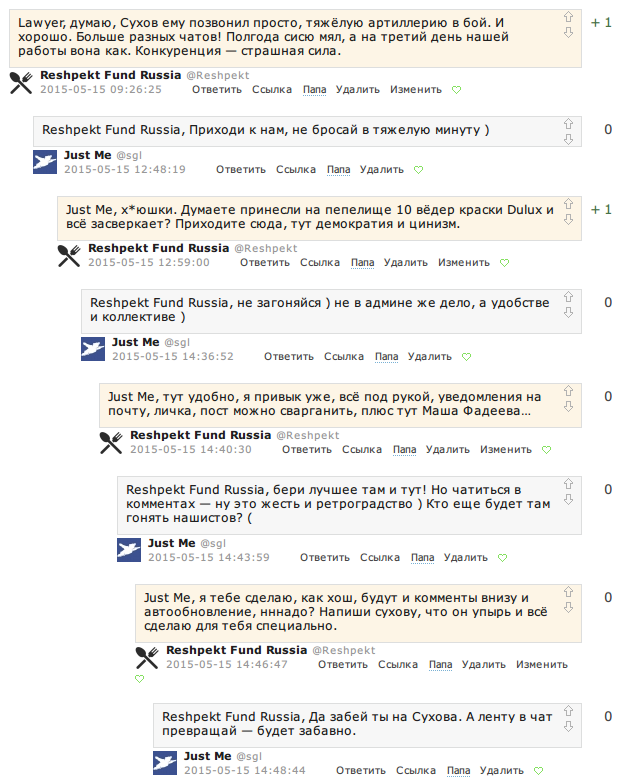 Lawyer, думаю, Сухов ему позвонил просто, тяжёлую артиллерию в бой. И
хорошо. Больше разных чатов! Полгода сисю мял, а на третий день нашей
работы вона как. Конкуренция — страшная сила.
+ 1
Reshpekt Fund Russia @Reshpekt
2015-05-15 09:26:25 Ответить Ссылка Папа Удалить Изменить
Reshpekt Fund Russia, Приходи к нам, не бросай в тяжелую минуту )
0
Just Me @sgl
2015-05-15 12:48:19 Ответить Ссылка Папа Удалить
Just Me, х*юшки. Думаете принесли на пепелище 10 вёдер краски Dulux и
всё засверкает? Приходите сюда, тут демократия и цинизм.
+ 1
Reshpekt Fund Russia @Reshpekt
2015-05-15 12:59:00 Ответить Ссылка Папа Удалить Изменить
Reshpekt Fund Russia, не загоняйся ) не в админе же дело, а удобстве
и коллективе )
0
Just Me @sgl
2015-05-15 14:36:52 Ответить Ссылка Папа Удалить
Just Me, тут удобно, я привык уже, всё под рукой, уведомления на
почту, личка, пост можно сварганить, плюс тут Маша Фадеева...
0
Reshpekt Fund Russia @Reshpekt
2015-05-15 14:40:30 Ответить Ссылка Папа Удалить Изменить
Reshpekt Fund Russia, бери лучшее там и тут! Но чатиться в
комментах — ну это жесть и ретроградство ) Кто еще будет там
гонять нашистов? (
0
Just Me @sgl
2015-05-15 14:43:59 Ответить Ссылка Папа Удалить
Just Me, я тебе сделаю, как хош, будут и комменты внизу и
автообновление, нннадо? Напиши сухову, что он упырь и всё
сделаю для тебя специально.
0
Reshpekt Fund Russia @Reshpekt
2015-05-15 14:46:47 Ответить Ссылка Папа Удалить Изменить
Reshpekt Fund Russia, Да забей ты на Сухова. А ленту в чат
превращай — будет забавно.
0
Just Me @sgl
2015-05-15 14:48:44 Ответить Ссылка Папа Удалить